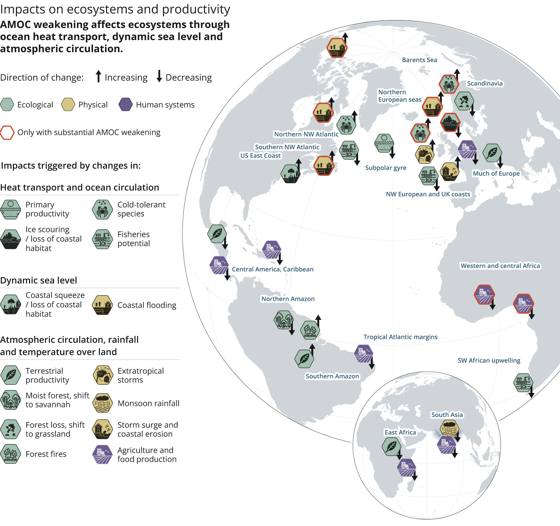 Impacts on ecosystems and productivity
AMOC weakening affects ecosystems through
ocean heat transport, dynamic sea level and
atmospheric circulation.
Direction of change: Increasing Decreasing
Ecological Physical Human systems
Only with substantial AMOC weakening
Impacts triggered by changes in:
Heat transport and ocean circulation
Primary
productivity
Cold-tolerant
species
Ice scouring
/ loss of coastal
habitat
Fisheries
potential
Dynamic sea level
Coastal squeeze
/ loss of coastal
habitat
Coastal flooding
Atmospheric circulation, rainfall
and temperature over land
Terrestrial
productivity
Extratropical
storms
Moist forest, shift
to savannah
Monsoon rainfall
Forest loss, shift
to grassland
Storm surge and
coastal erosion
Forest fires
Agriculture and
food production
Barents Sea
Scandinavia
Northern
European seas
Northern NW Atlantic
Southern NW Atlantic
US East Coast
Subpolar gyre
Much of Europe
NW European and UK coasts
Central America, Caribbean
Western and central Africa
Northern Amazon
Tropical Atlantic margins
Southern Amazon
SW African upwelling
South Asia
East Africa